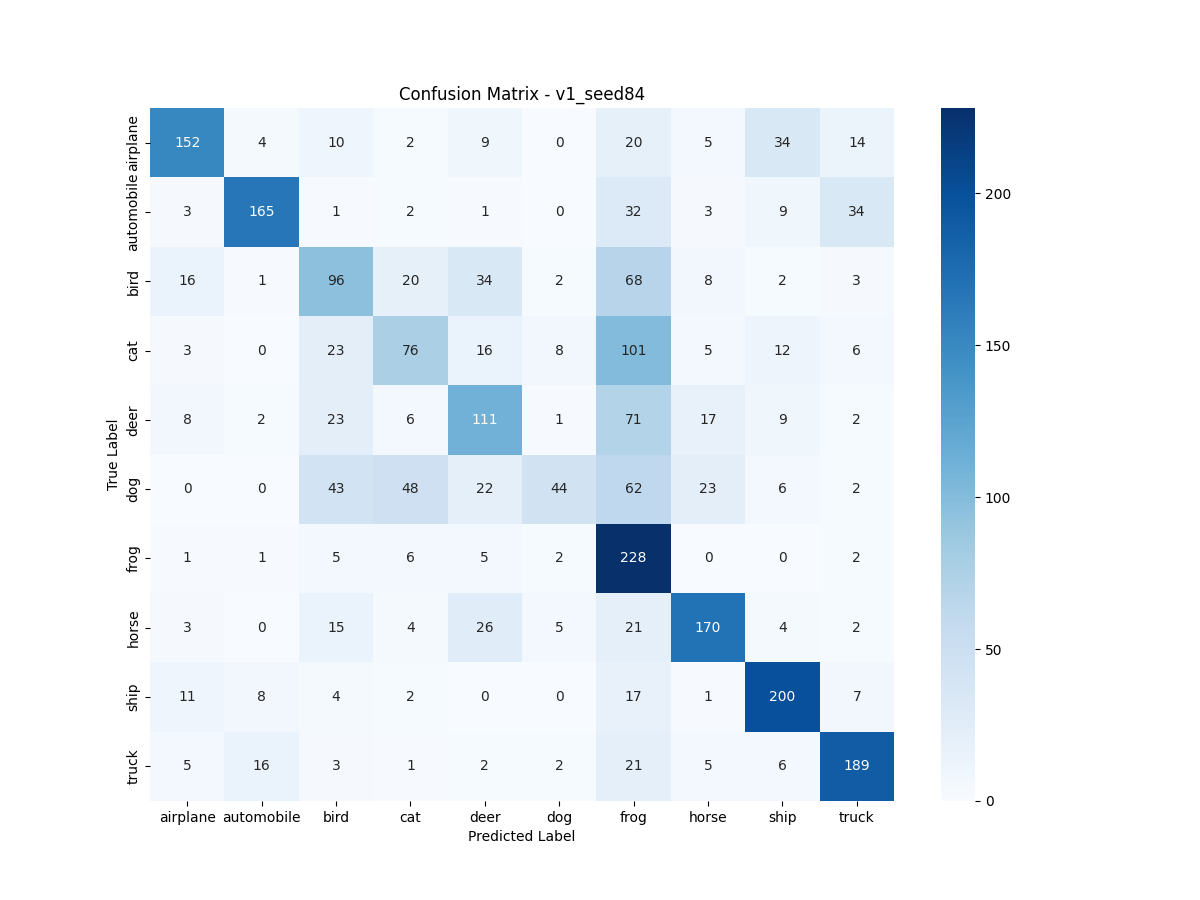 Confusion Matrix - v1_seed84
True Label
airplane 152 4 10 2 9 0 20 5 34 14
automobile 3 165 1 2 1 0 32 3 9 34
bird 16 1 96 20 34 2 68 8 2 3
cat 3 0 23 76 16 8 101 5 12 6
deer 8 2 23 6 111 1 71 17 9 2
dog 0 0 43 48 22 44 62 23 6 2
frog 1 1 5 6 5 2 228 0 0 2
horse 3 0 15 4 26 5 21 170 4 2
ship 11 8 4 2 0 0 17 1 200 7
truck 5 16 3 1 2 2 21 5 6 189
airplane automobile bird cat deer dog frog horse ship truck
Predicted Label
200
150
100
50
0